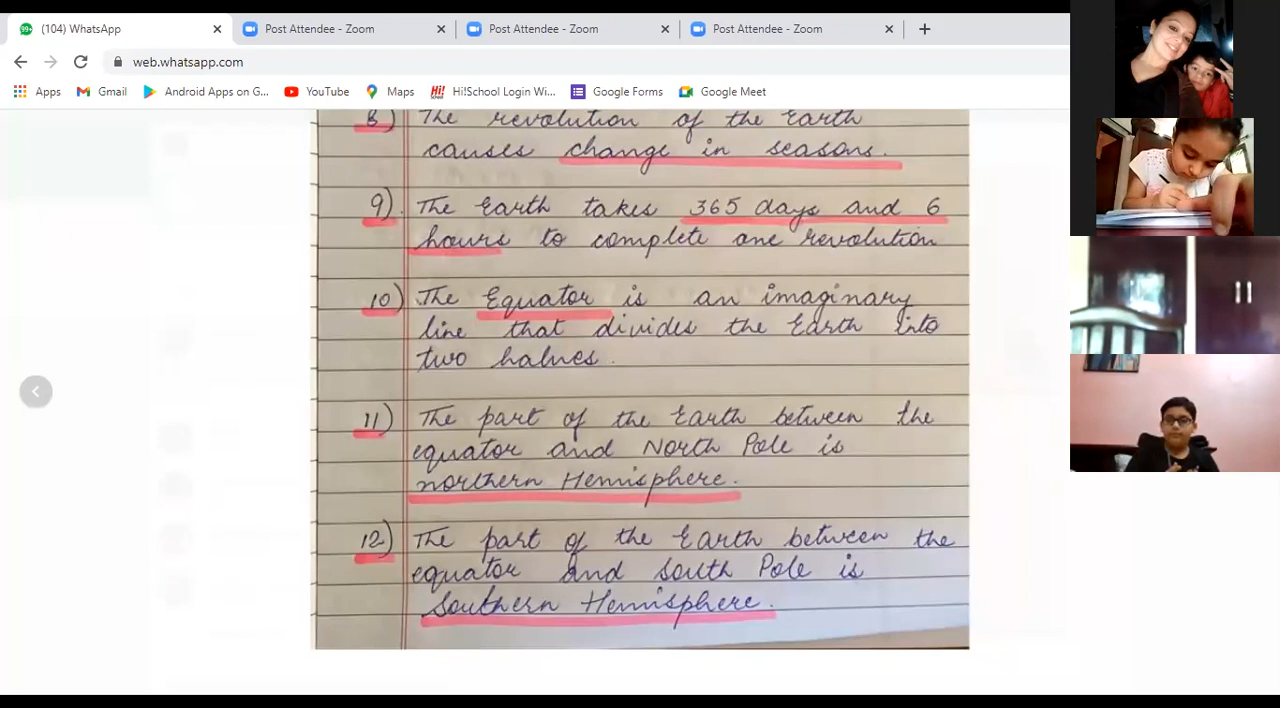 99+
(104) WhatsApp
Post Attendee - Zoom
Post Attendee - Zoom
Post Attendee - Zoom
web.whatsapp.com
Apps
Gmail
Android Apps on G...
YouTube
Maps
Hi!
Hi!School Login Wi...
Google Forms
Google Meet
8) The revolution of the Earth
causes change in seasons.
9). The Earth takes 365 days and 6
hours to complete one revolution
10) The Equator is an imaginary
line that divides the Earth into
two halves.
11) The part of the Earth between the
equator and North Pole is
northern Hemisphere.
12) The part of the Earth between the
equator and south Pole is
Southern Hemisphere.